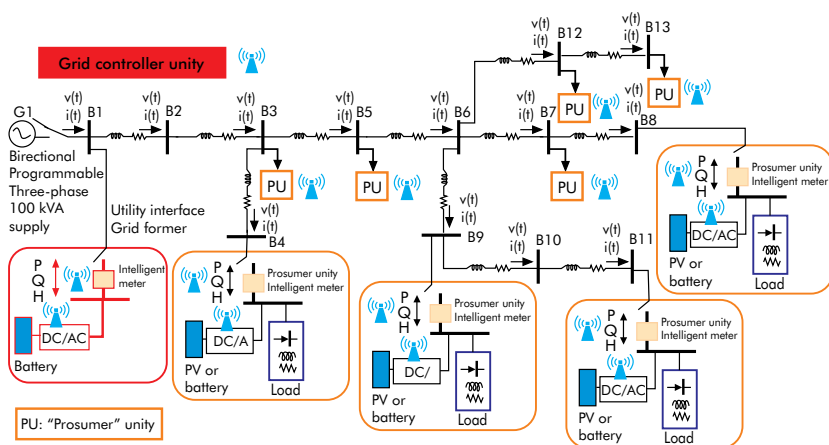 Grid controller unity
G1
Birectional
Programmable
Three-phase
100 kVA
supply
v(t)
i(t)
B1
B2
v(t)
i(t)
B3
v(t)
i(t)
B5
v(t)
i(t)
B6
v(t)
i(t)
B12
v(t)
i(t)
B13
v(t)
i(t)
B7
v(t)
i(t)
B8
PU
PU
PU
PU
PU
Utility interface
Grid former
v(t)
i(t)
B4
v(t)
i(t)
B9
v(t)
i(t)
B10
v(t)
i(t)
B11
P
Q
H
Intelligent
meter
DC/AC
Battery
P
Q
H
Prosumer unity
Intelligent meter
DC/A
PV or
battery
Load
P
Q
H
Prosumer unity
Intelligent meter
DC/
PV or
battery
Load
P
Q
H
Prosumer unity
Intelligent meter
DC/AC
PV or
battery
Load
P
Q
H
Prosumer unity
Intelligent meter
DC/AC
PV or
battery
Load
PU: "Prosumer" unity